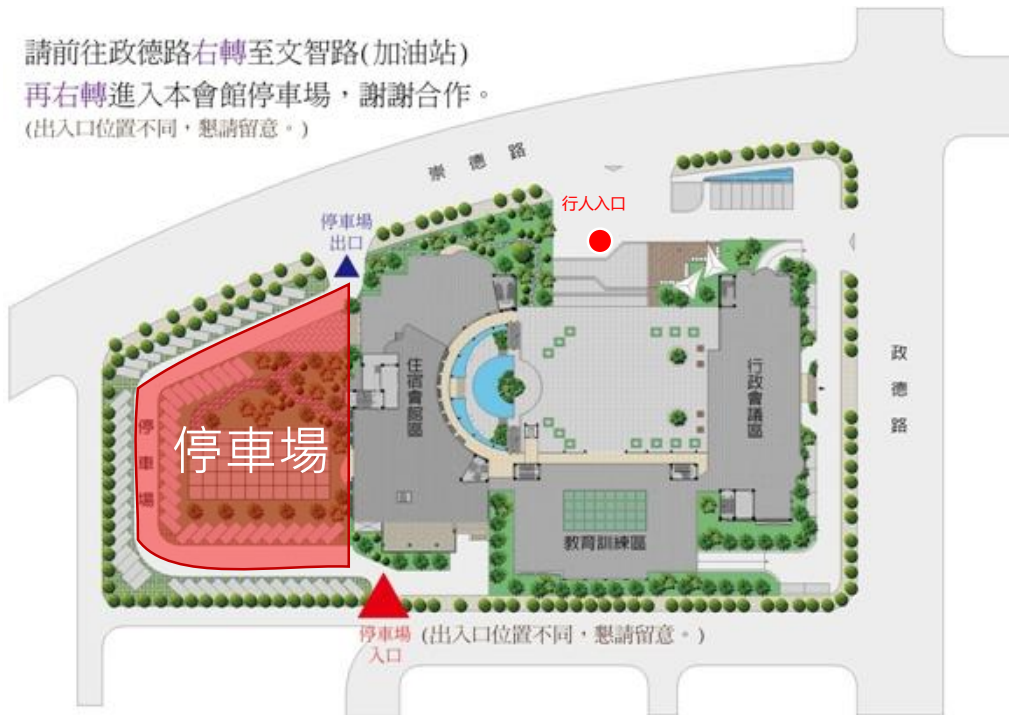 請前往政德路右轉至文智路(加油站)
再右轉進入本會館停車場，謝謝合作。
(出入口位置不同，懇請留意。)
崇德路
行人入口
停車場
出口
住宿會館區
行政會議區
政德路
停車場
停車場
教育訓練區
停車場
入口
(出入口位置不同，懇請留意。)